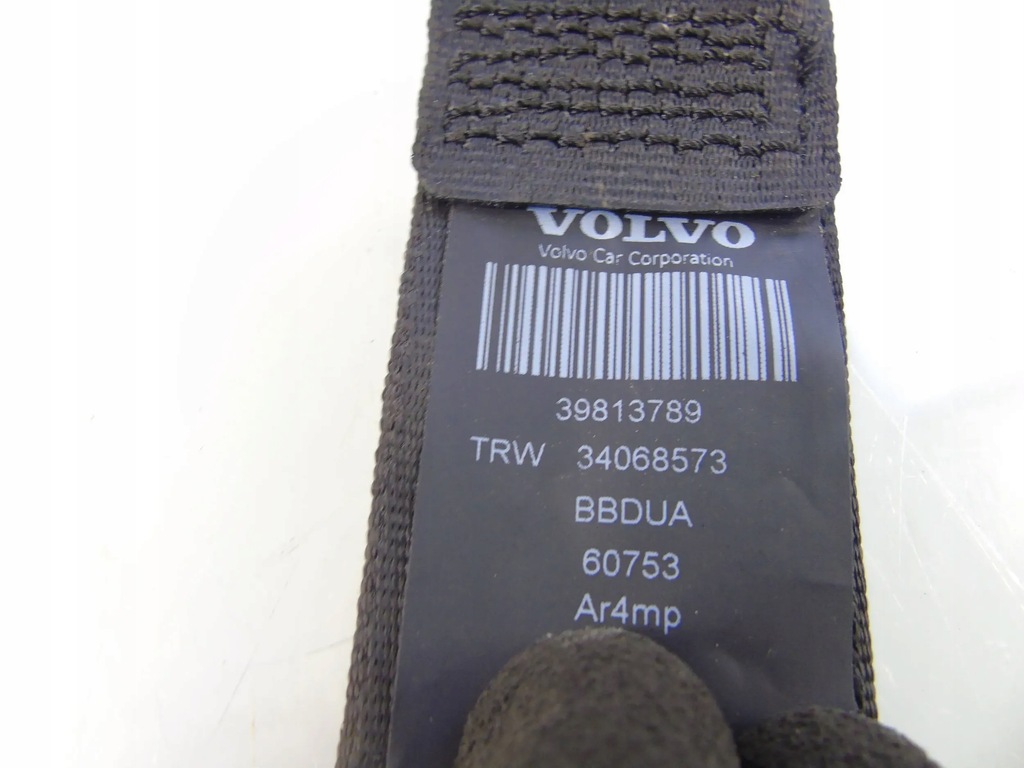 VOLVO
Volvo Car Corporation
39813789
TRW 34068573
BBDUA
60753
Ar4mp